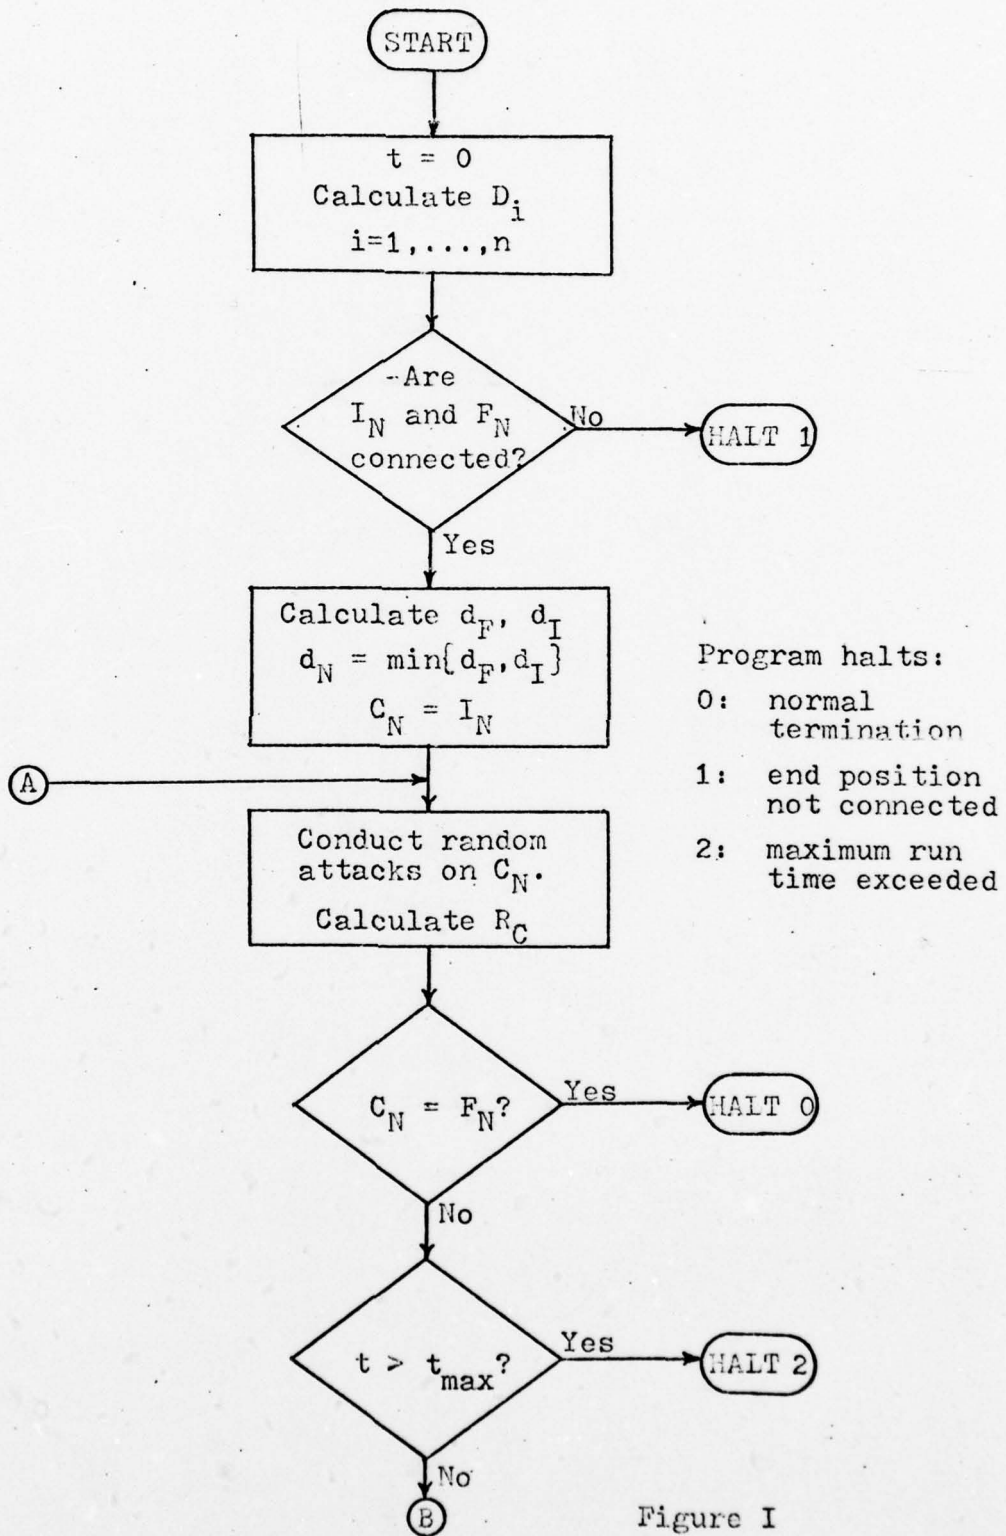 START
t = 0
Calculate D_i
i=1,...,n
-Are
I_N and F_N
connected?
No
HALT 1
Yes
Calculate d_F, d_I
d_N = min{d_F,d_I}
C_N = I_N
Program halts:
0: normal
termination
1: end position
not connected
2: maximum run
time exceeded
A
Conduct random
attacks on C_N.
Calculate R_C
C_N = F_N?
Yes
HALT 0
No
t > t_max?
Yes
HALT 2
No
B
Figure I